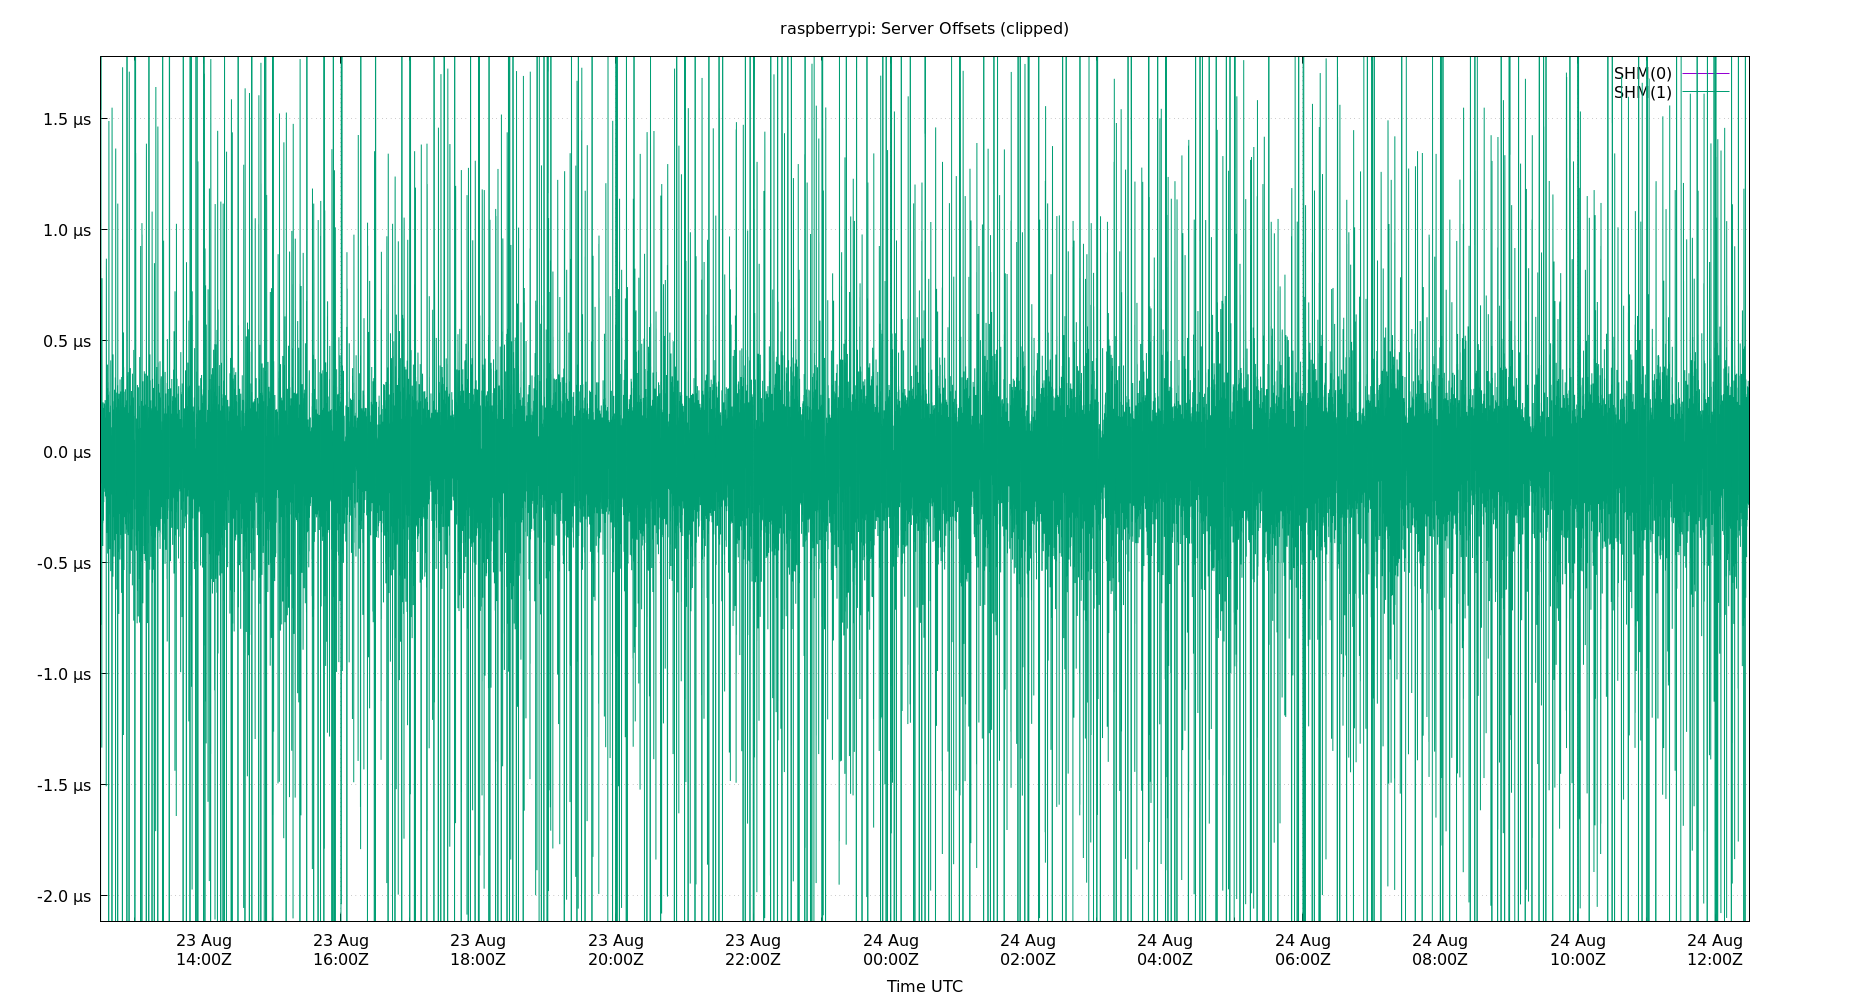 raspberrypi: Server Offsets (clipped)
SHM(0)
SHM(1)
1.5 µs
1.0 µs
0.5 µs
0.0 µs
-0.5 µs
-1.0 µs
-1.5 µs
-2.0 µs
23 Aug 23 Aug 23 Aug 23 Aug 23 Aug 24 Aug 24 Aug 24 Aug 24 Aug 24 Aug 24 Aug 24 Aug
14:00Z 16:00Z 18:00Z 20:00Z 22:00Z 00:00Z 02:00Z 04:00Z 06:00Z 08:00Z 10:00Z 12:00Z
Time UTC